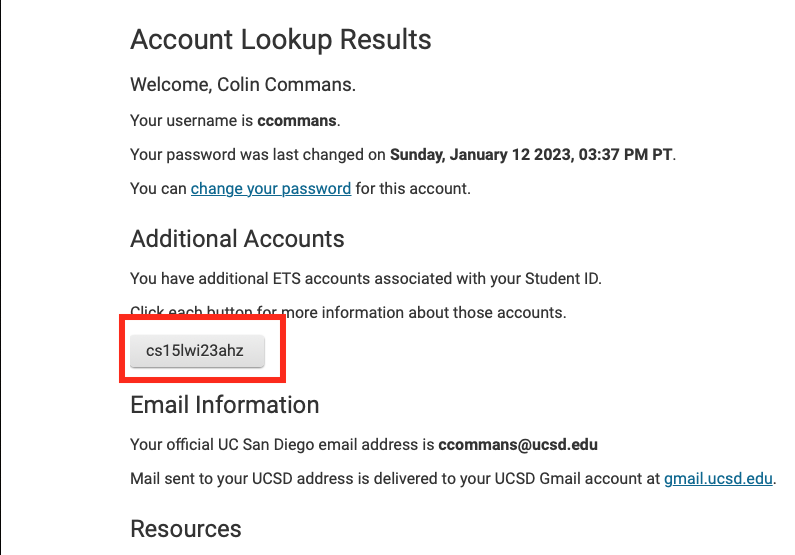 Account Lookup Results
Welcome, Colin Commans.
Your username is ccommans.
Your password was last changed on Sunday, January 12 2023, 03:37 PM PT.
You can change your password for this account.
Additional Accounts
You have additional ETS accounts associated with your Student ID.
Click each button for more information about those accounts.
cs15lwi23ahz
Email Information
Your official UC San Diego email address is ccommans@ucsd.edu
Mail sent to your UCSD address is delivered to your UCSD Gmail account at gmail.ucsd.edu.
Resources